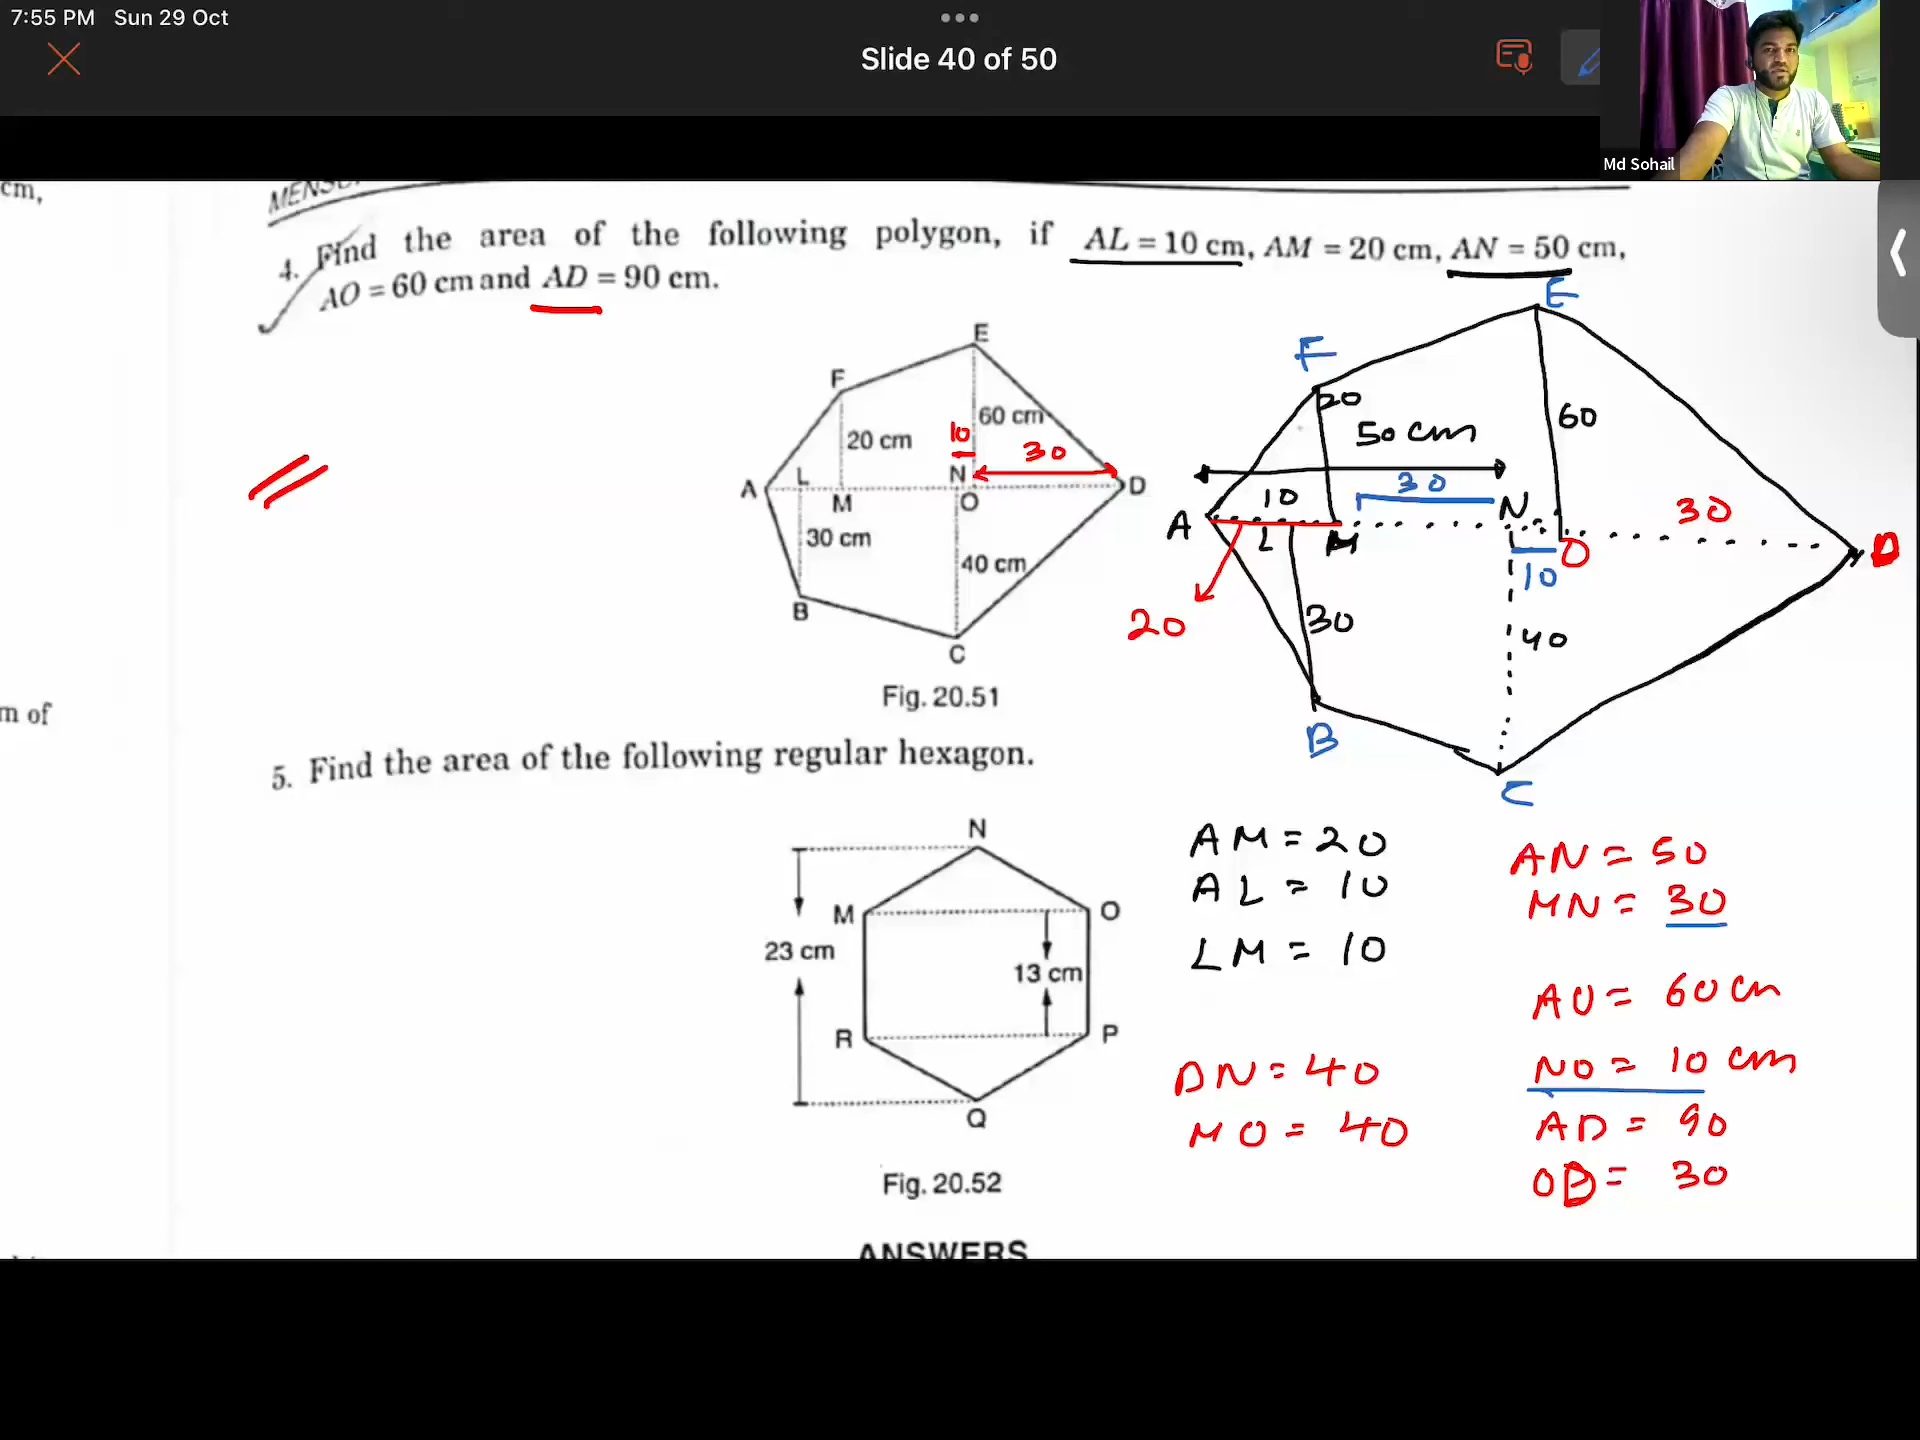 7:55 PM Sun 29 Oct
Slide 40 of 50
Md Sohail
cm,
4. Find the area of the following polygon, if AL = 10 cm, AM = 20 cm, AN = 50 cm,
AO = 60 cm and AD = 90 cm.
E
F
60 cm
20 cm
10
30
A
L
N
D
M
O
30 cm
40 cm
B
C
Fig. 20.51
E
F
20
60
50 cm
30
10
A
L
M
N
O
30
D
10
20
30
40
B
C
m of
5. Find the area of the following regular hexagon.
N
M
O
23 cm
13 cm
R
P
Q
Fig. 20.52
AM = 20
AL = 10
LM = 10
DN = 40
MO = 40
AN = 50
MN = 30
AO = 60 cm
NO = 10 cm
AD = 90
OD = 30
ANSWERS